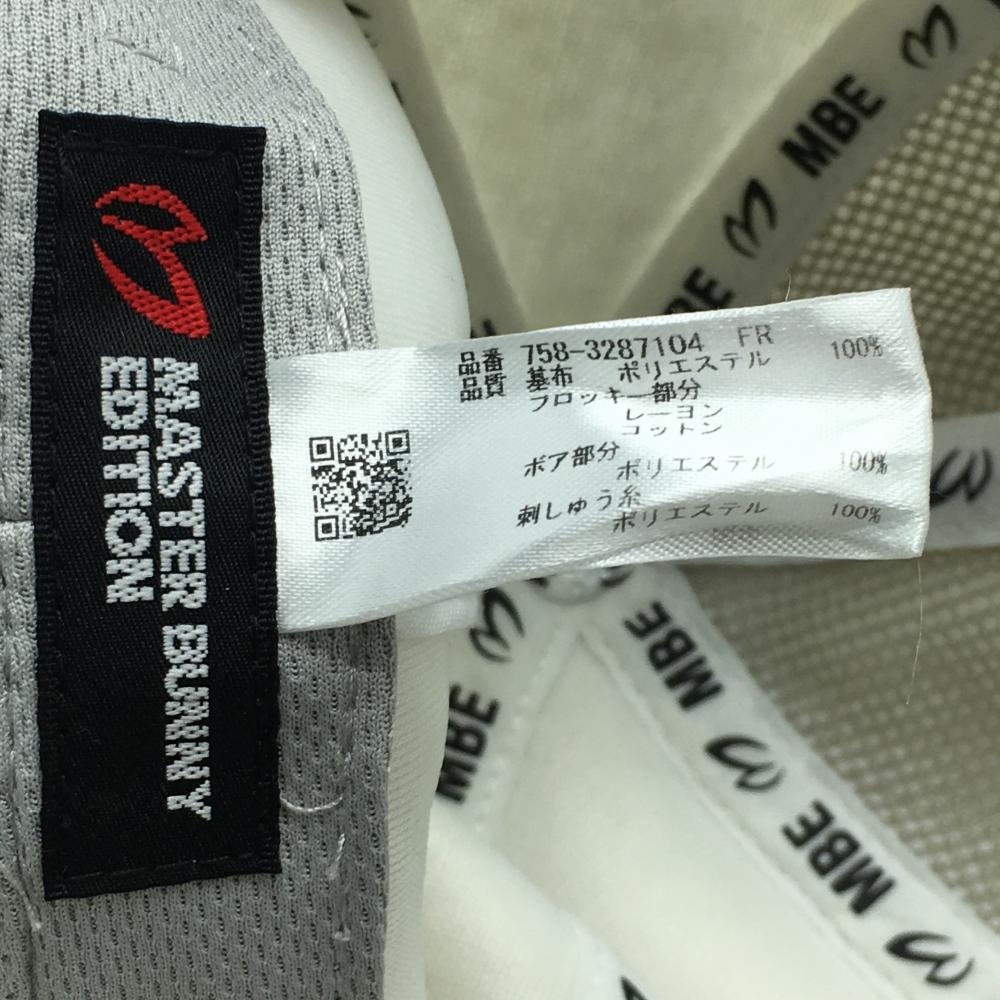 MASTER BUNNY
EDITION
品番 758-3287104 FR
品質 基布 ポリエステル 100%
フロッキー部分
レーヨン
コットン
ボア部分
ポリエステル 100%
刺しゅう糸
ポリエステル 100%
MBE
MBE
MBE
MBE
MBE
MBE